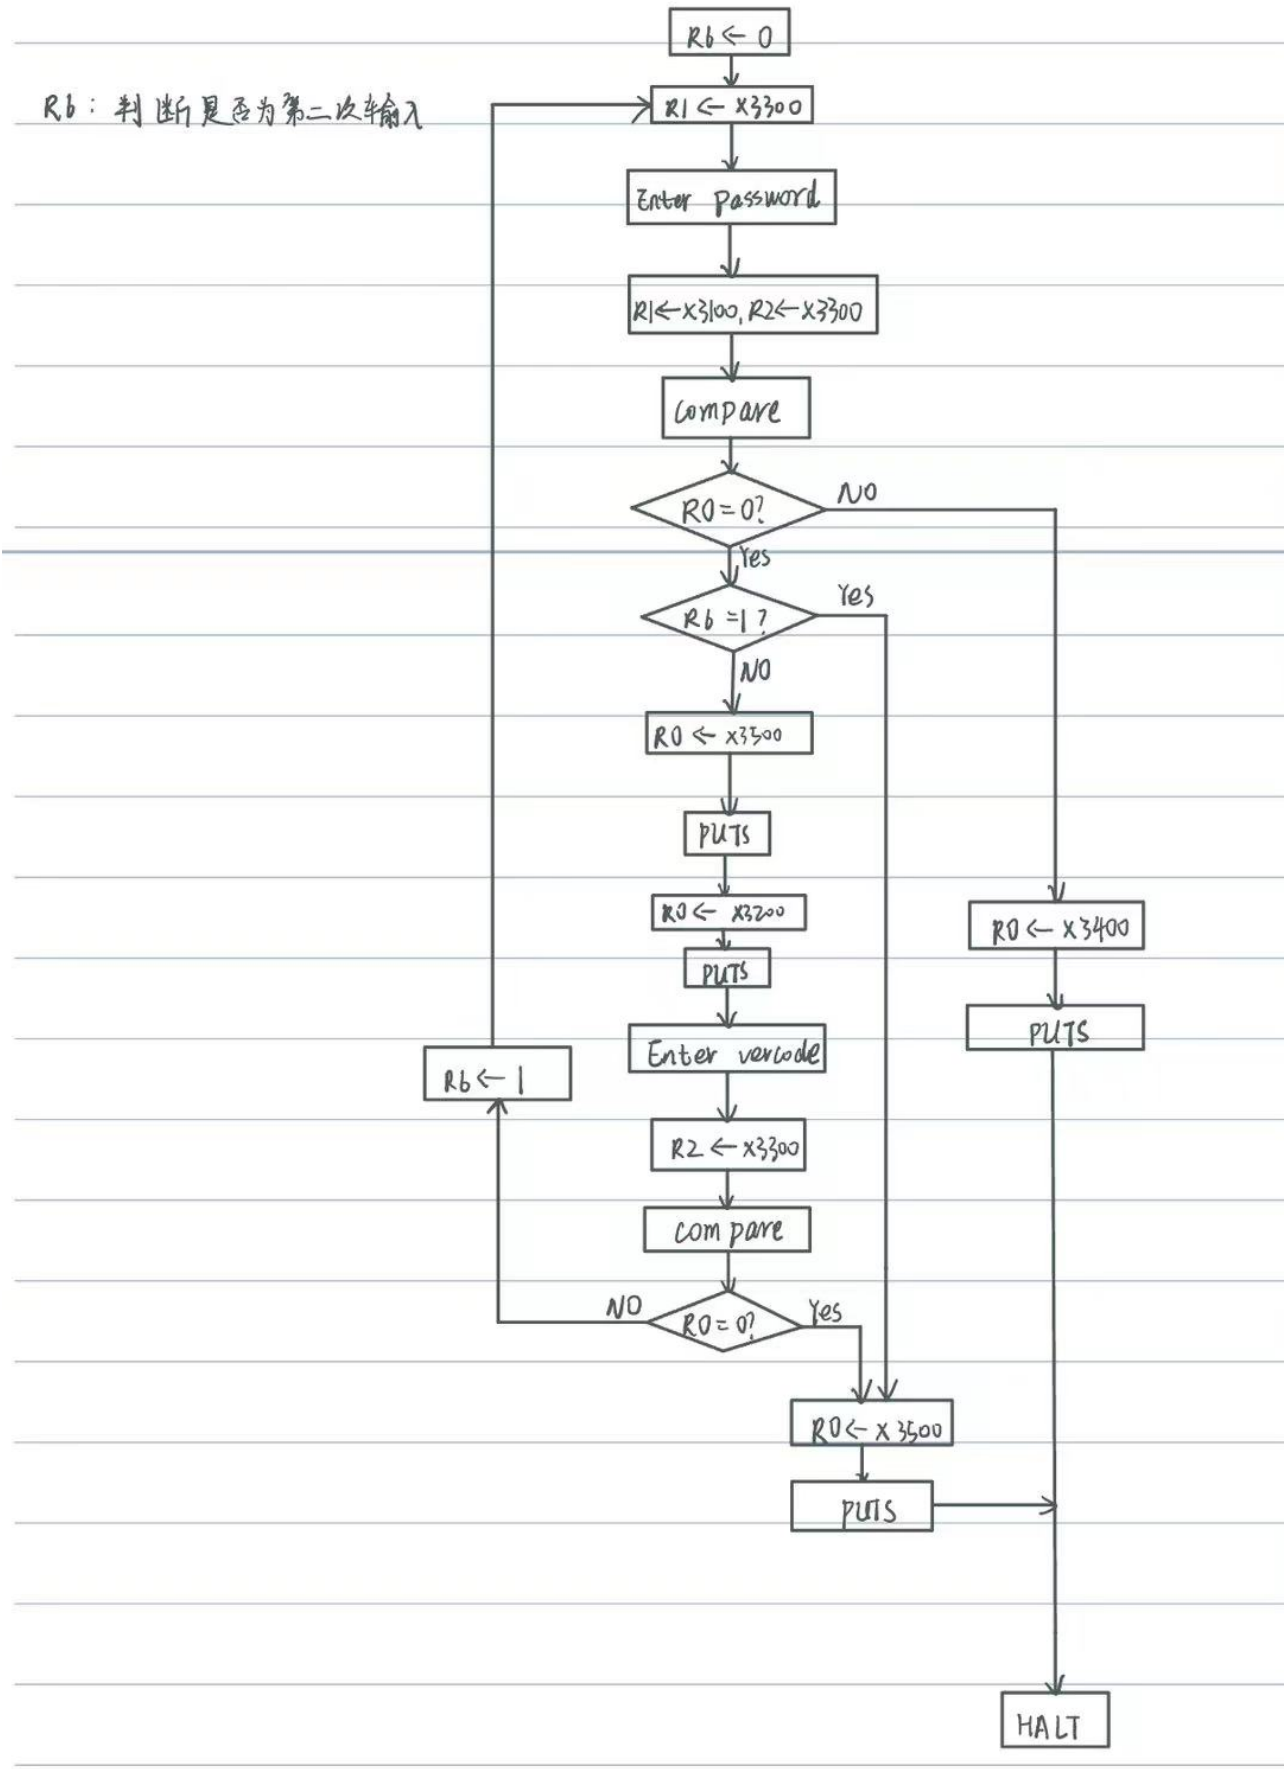 R6 ← 0
R6: 判断是否为第二次输入
R1 ← x3300
Enter password
R1←x3100, R2←x3300
compare
R0=0?
NO
Yes
R6=1?
Yes
NO
R0 ← x3500
PUTS
R0 ← x3200
PUTS
R0 ← x3400
PUTS
Enter vercode
R6 ← 1
R2 ← x3300
compare
NO
R0=0?
Yes
R0← x3500
PUTS
HALT